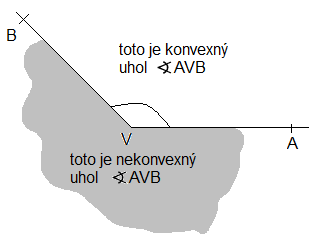 B
toto je konvexný
uhol ∢AVB
V
A
toto je nekonvexný
uhol ∢AVB